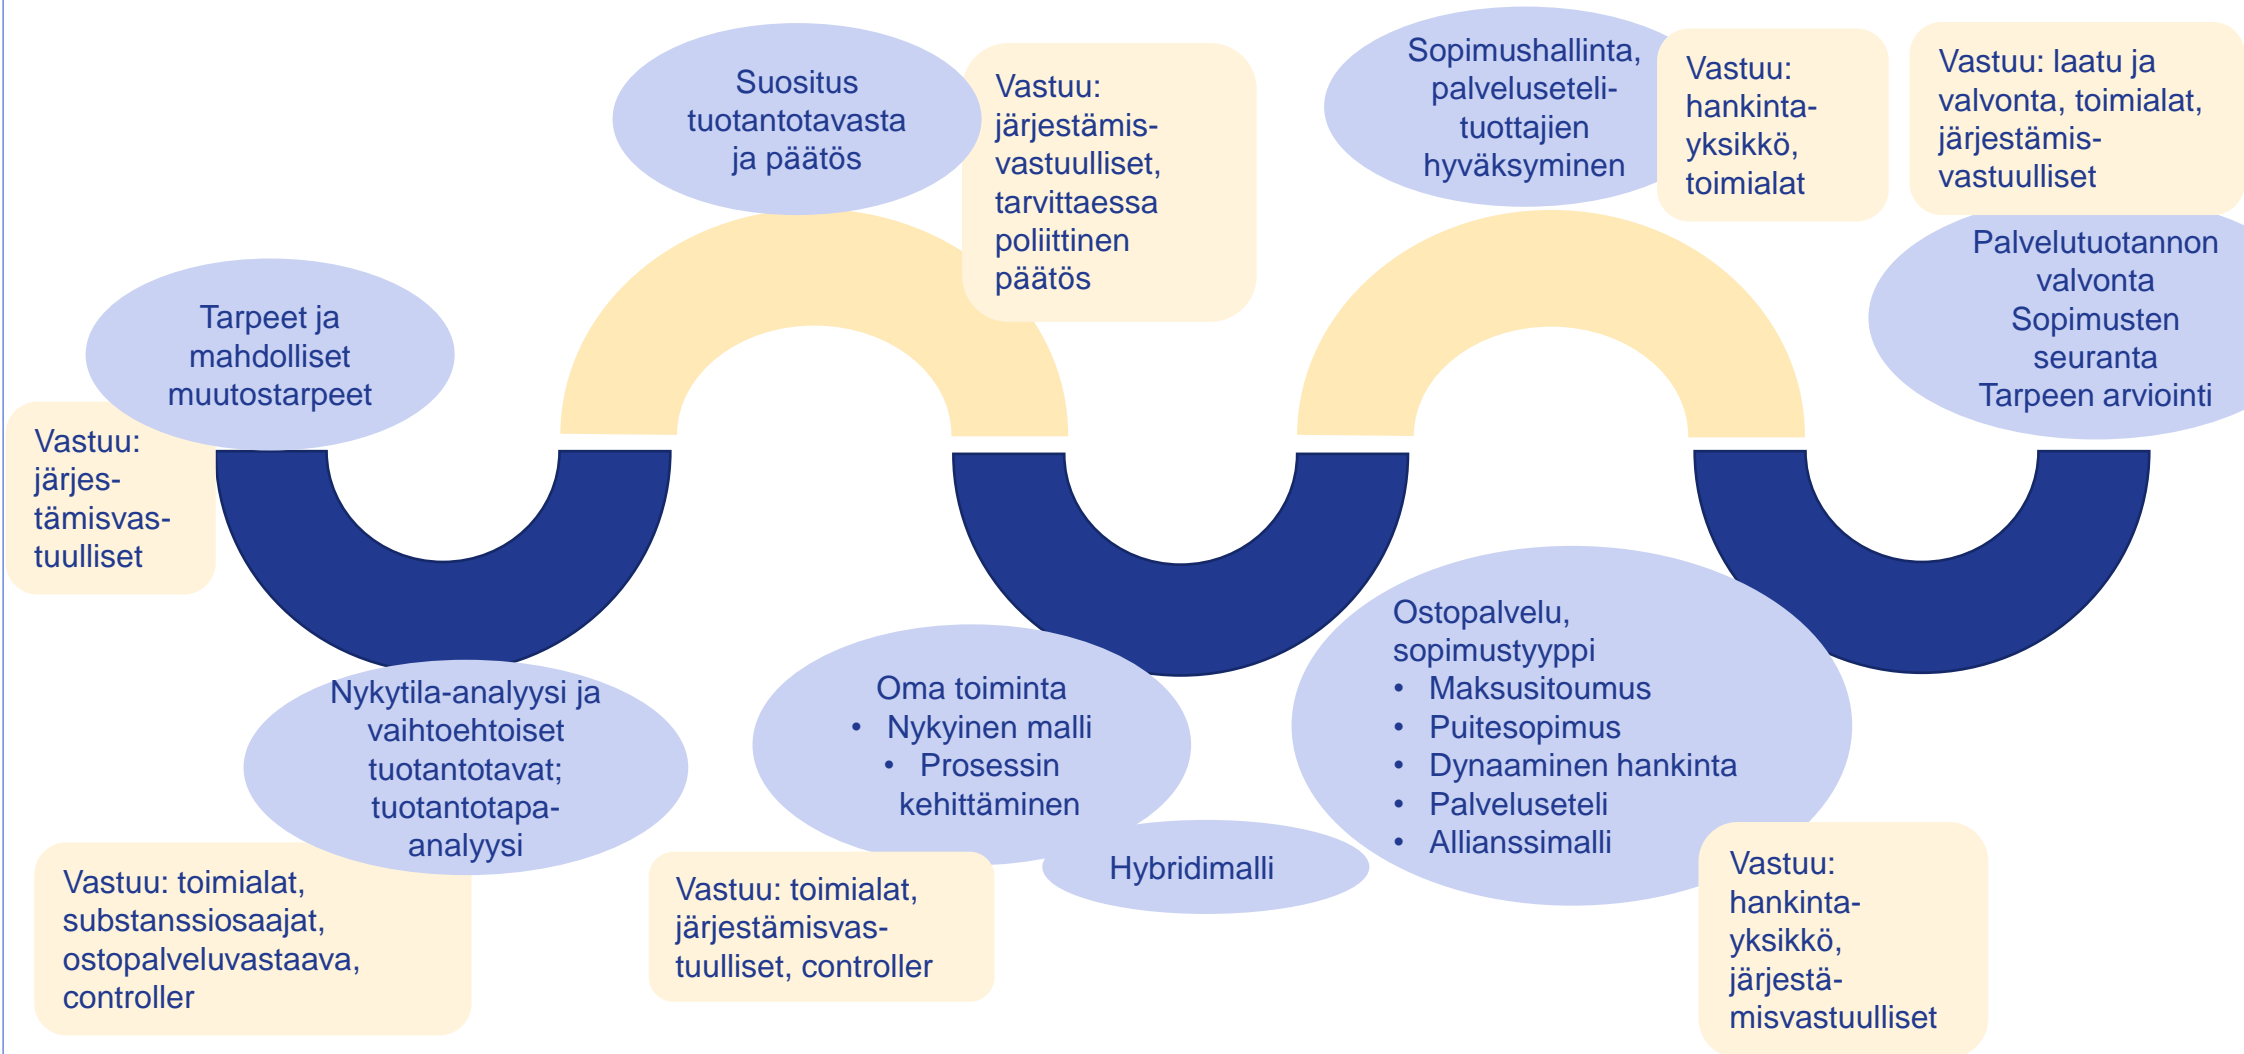 Tarpeet ja
mahdolliset
muutostarpeet
Vastuu:
järjes-
tämisvas-
tuulliset
Nykytila-analyysi ja
vaihtoehtoiset
tuotantotavat;
tuotantotapa-
analyysi
Vastuu: toimialat,
substanssiosaajat,
ostopalveluvastaava,
controller
Suositus
tuotantotavasta
ja päätös
Vastuu:
järjestämis-
vastuulliset,
tarvittaessa
poliittinen
päätös
Oma toiminta
• Nykyinen malli
• Prosessin
kehittäminen
Vastuu: toimialat,
järjestämisvas-
tuulliset, controller
Hybridimalli
Ostopalvelu,
sopimustyyppi
• Maksusitoumus
• Puitesopimus
• Dynaaminen hankinta
• Palveluseteli
• Allianssimalli
Vastuu:
hankinta-
yksikkö,
järjestä-
misvastuulliset
Sopimushallinta,
palveluseteli-
tuottajien
hyväksyminen
Vastuu:
hankinta-
yksikkö,
toimialat
Vastuu: laatu ja
valvonta, toimialat,
järjestämis-
vastuulliset
Palvelutuotannon
valvonta
Sopimusten
seuranta
Tarpeen arviointi